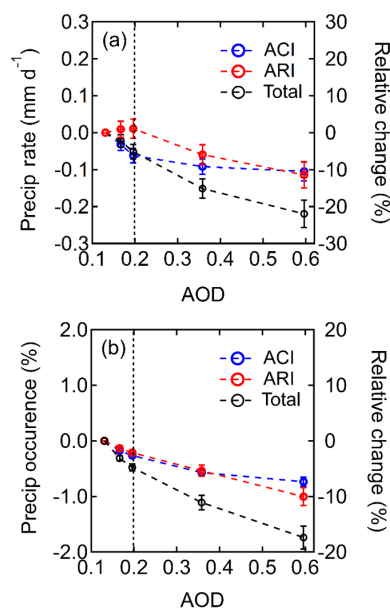 (a)
ACI
ARI
Total
Precip rate (mm d⁻¹)
0.3
0.2
0.1
0.0
-0.1
-0.2
-0.3
30
20
10
0
-10
-20
-30
Relative change (%)
0.1 0.2 0.3 0.4 0.5 0.6
AOD
(b)
ACI
ARI
Total
Precip occurence (%)
2.0
1.0
0.0
-1.0
-2.0
20
10
0
-10
-20
Relative change (%)
0.1 0.2 0.3 0.4 0.5 0.6
AOD